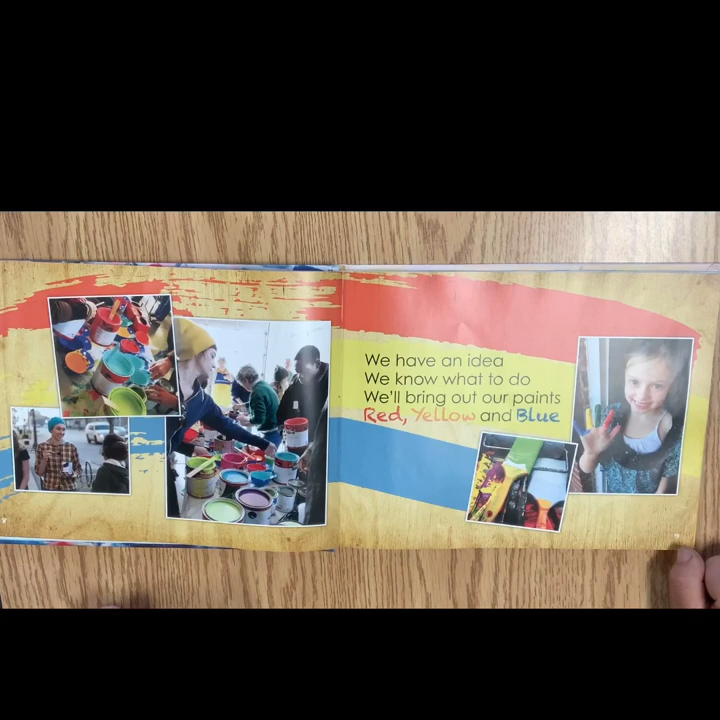 We have an idea
We know what to do
We'll bring out our paints
Red, Yellow and Blue